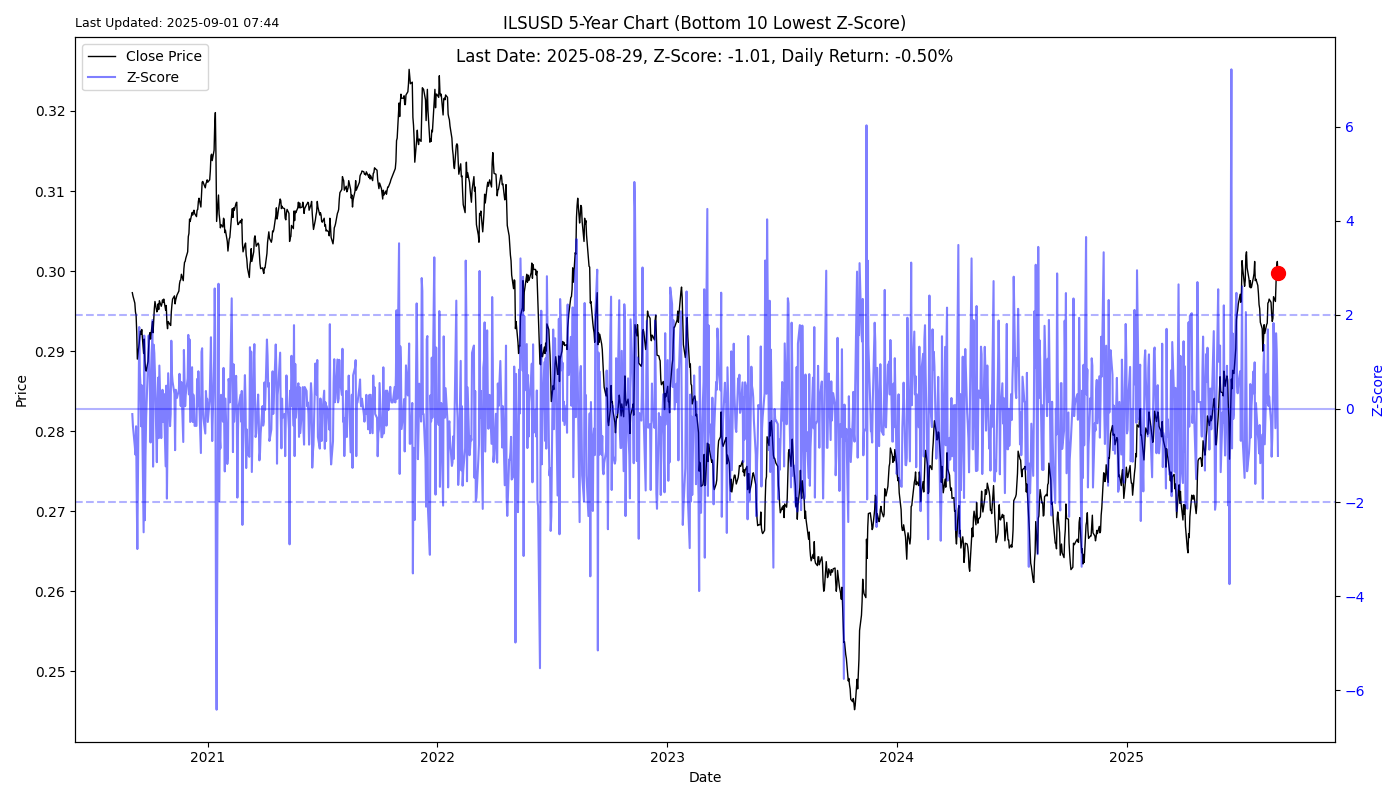 Last Updated: 2025-09-01 07:44
ILSUSD 5-Year Chart (Bottom 10 Lowest Z-Score)
Last Date: 2025-08-29, Z-Score: -1.01, Daily Return: -0.50%
Close Price
Z-Score
0.32
0.31
0.30
0.29
0.28
0.27
0.26
0.25
Price
6
4
2
0
−2
−4
−6
Z-Score
2021
2022
2023
2024
2025
Date